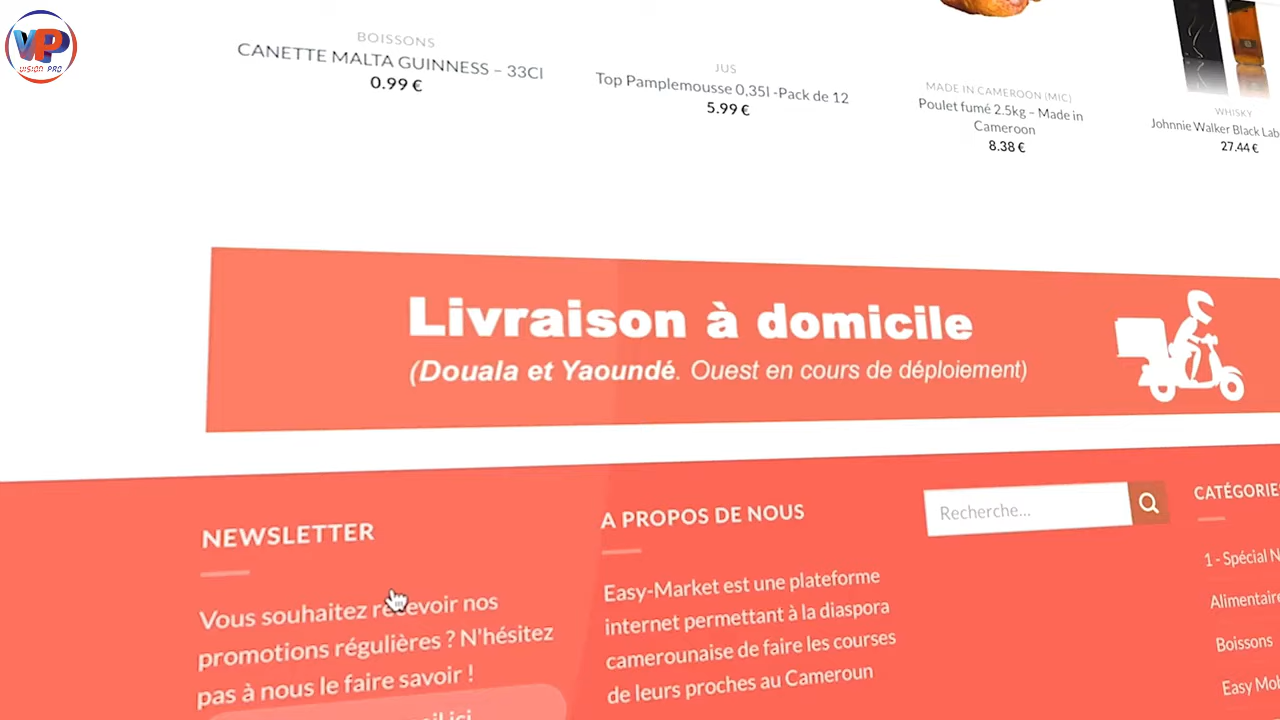 VP
VISION PRO
BOISSONS
CANETTE MALTA GUINNESS – 33Cl
0.99 €
JUS
Top Pamplemousse 0,35l -Pack de 12
5.99 €
MADE IN CAMEROON (MIC)
Poulet fumé 2.5kg – Made in
Cameroon
8.38 €
WHISKY
Johnnie Walker Black Lab
27.44 €
Livraison à domicile
(Douala et Yaoundé. Ouest en cours de déploiement)
NEWSLETTER
Vous souhaitez recevoir nos
promotions régulières ? N'hésitez
pas à nous le faire savoir !
ici
A PROPOS DE NOUS
Easy-Market est une plateforme
internet permettant à la diaspora
camerounaise de faire les courses
de leurs proches au Cameroun
Recherche...
CATÉGORIE
1 - Spécial N
Alimentaire
Boissons
Easy Mob